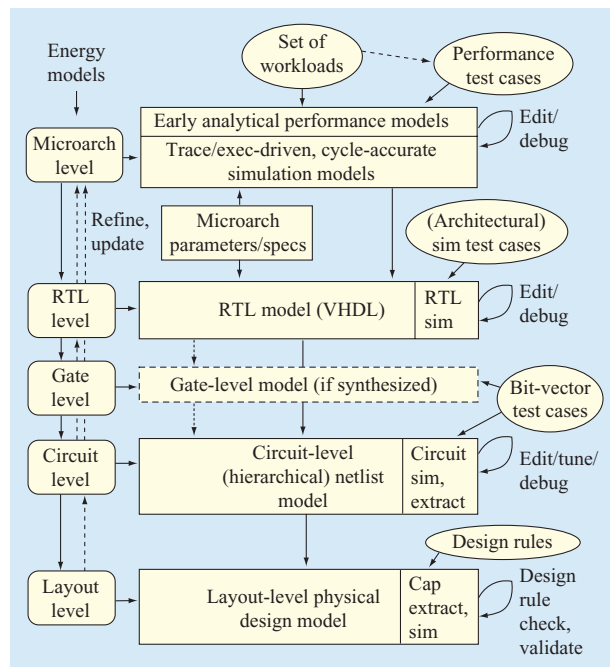 Set of
workloads
Performance
test cases
Energy
models
Early analytical performance models
Trace/exec-driven, cycle-accurate
simulation models
Edit/
debug
Microarch
level
Refine,
update
Microarch
parameters/specs
(Architectural)
sim test cases
RTL
level
RTL model (VHDL)
RTL
sim
Edit/
debug
Gate
level
Gate-level model (if synthesized)
Bit-vector
test cases
Circuit
level
Circuit-level
(hierarchical) netlist
model
Circuit
sim,
extract
Edit/tune/
debug
Design rules
Layout
level
Layout-level physical
design model
Cap
extract,
sim
Design
rule
check,
validate